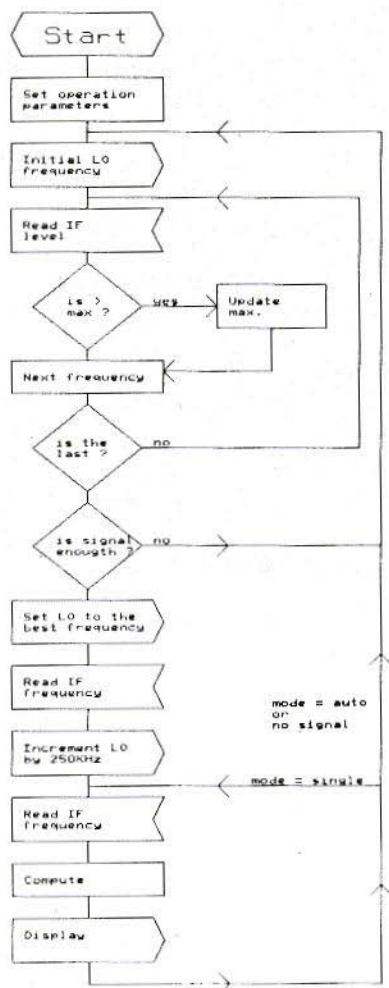 Start
Set operation
parameters
Initial LO
frequency
Read IF
level
is >
max ?
yes
Update
max.
Next frequency
is the
last ?
no
is signal
enougth ?
no
Set LO to the
best frequency
Read IF
frequency
mode = auto
or
no signal
Increment LO
by 250KHz
mode = single
Read IF
frequency
Compute
Display